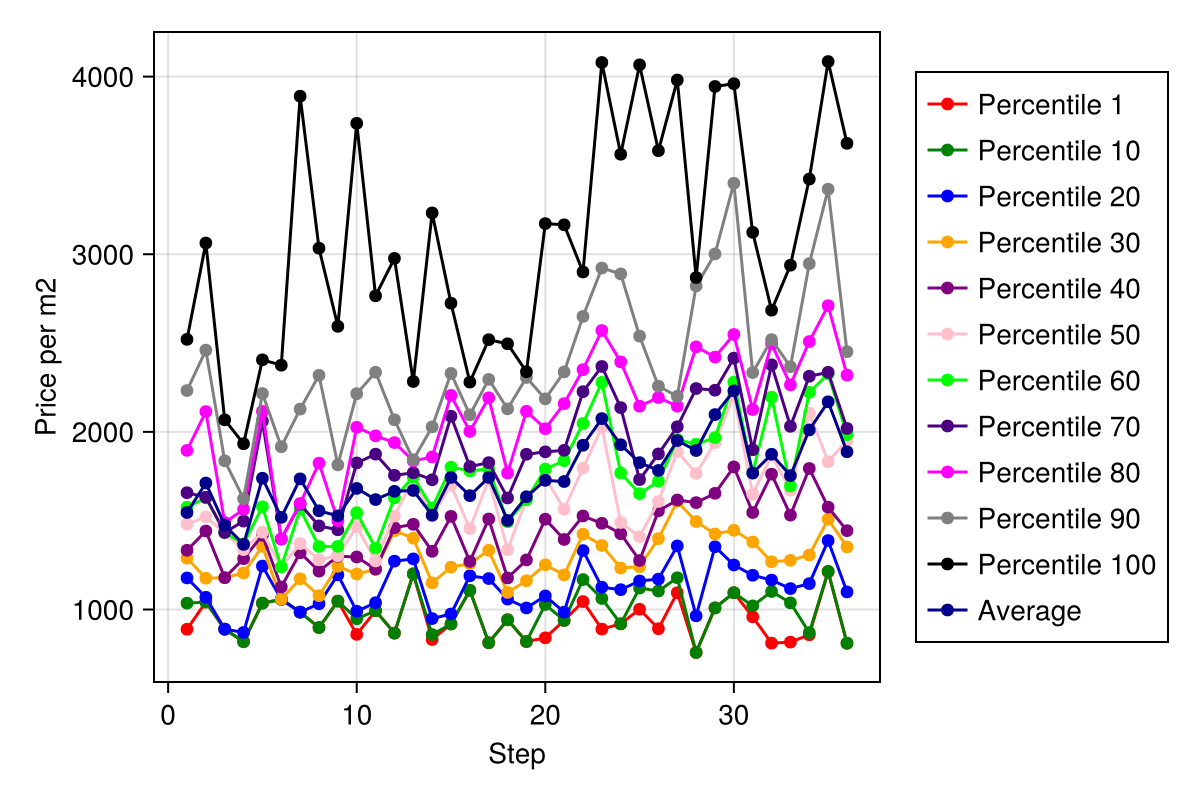 4000
3000
2000
1000
Price per m2
0
10
20
30
Step
Percentile 1
Percentile 10
Percentile 20
Percentile 30
Percentile 40
Percentile 50
Percentile 60
Percentile 70
Percentile 80
Percentile 90
Percentile 100
Average